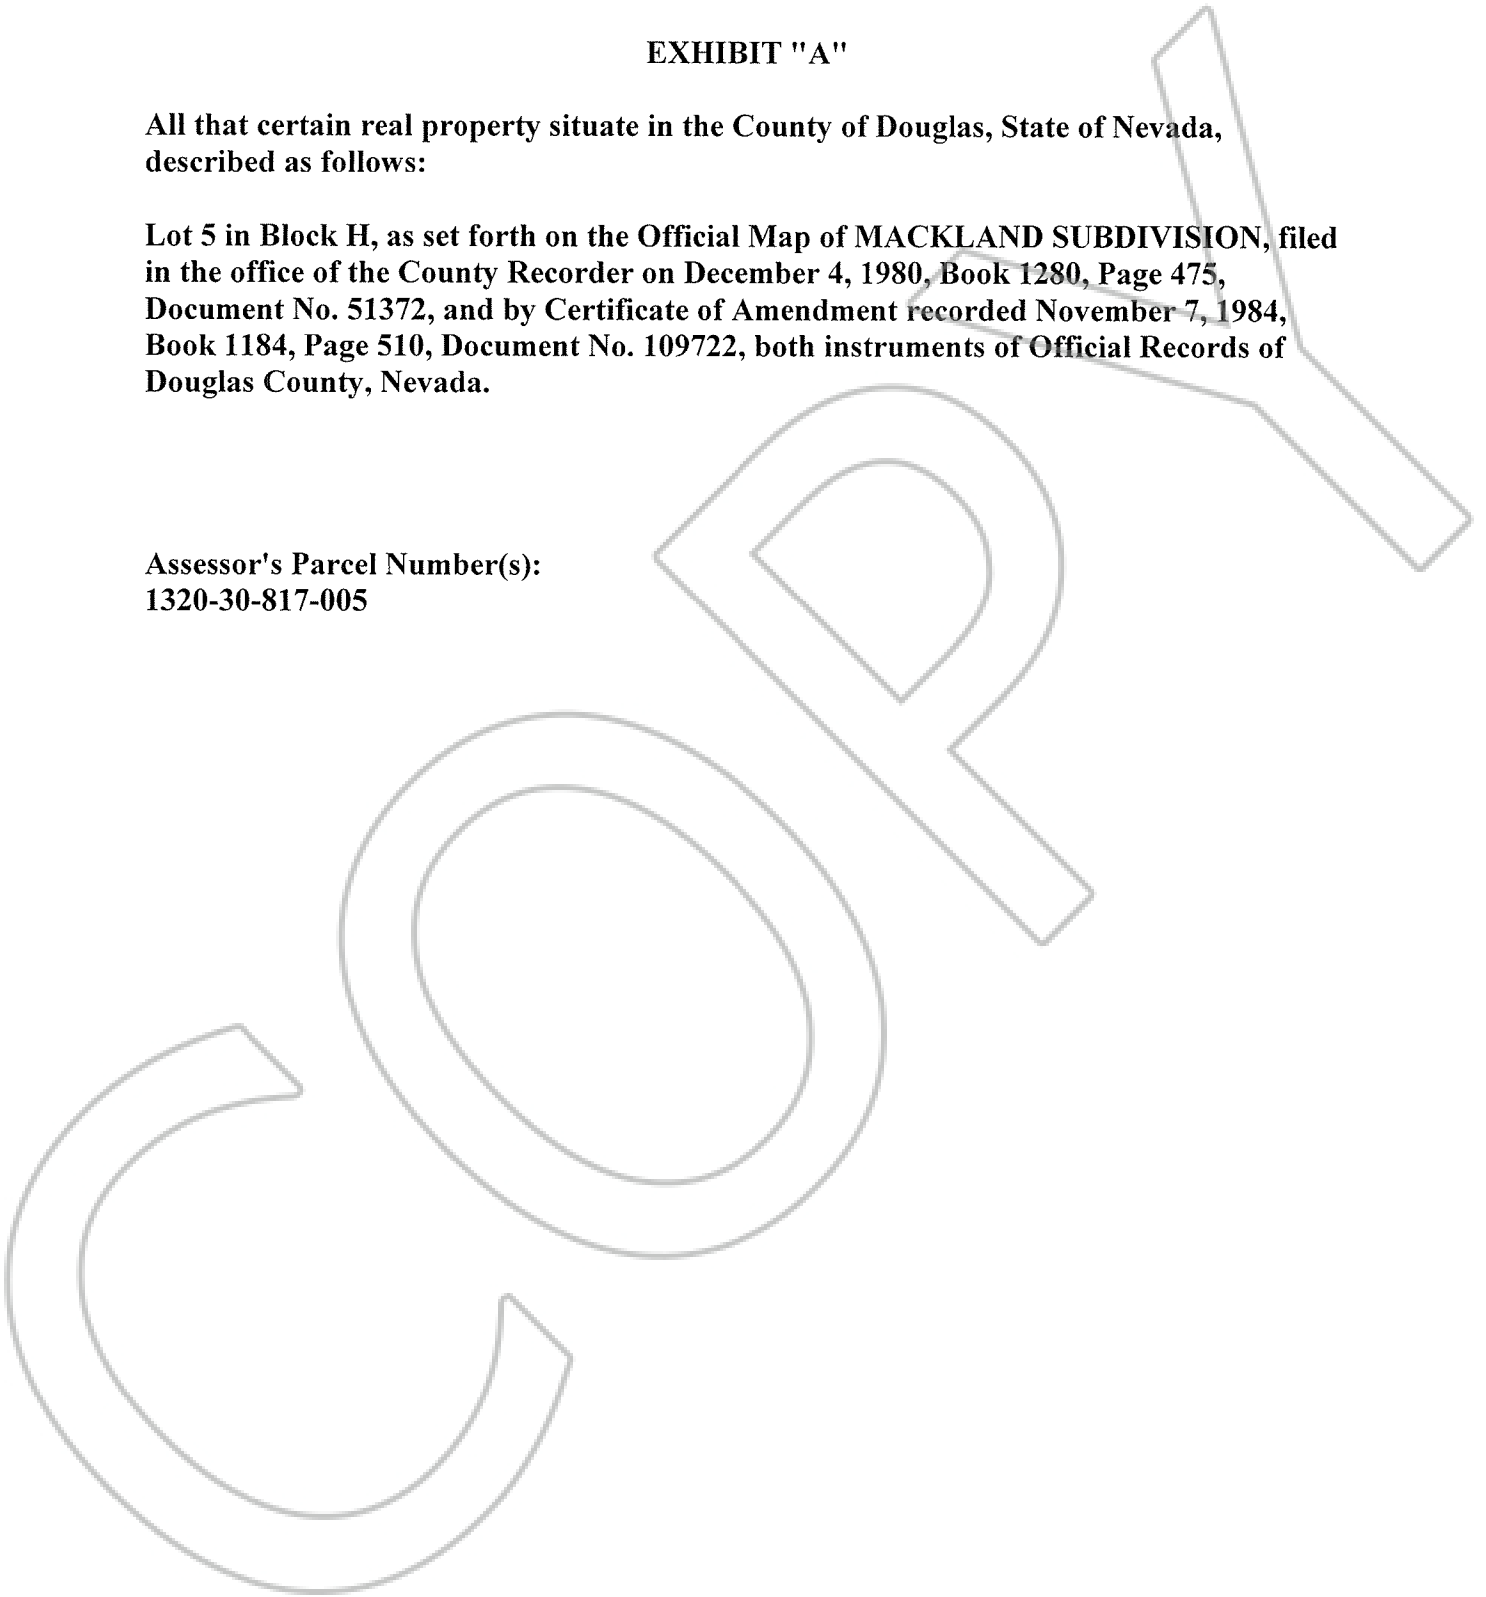 EXHIBIT "A"
All that certain real property situate in the County of Douglas, State of Nevada,
described as follows:
Lot 5 in Block H, as set forth on the Official Map of MACKLAND SUBDIVISION, filed
in the office of the County Recorder on December 4, 1980, Book 1280, Page 475,
Document No. 51372, and by Certificate of Amendment recorded November 7, 1984,
Book 1184, Page 510, Document No. 109722, both instruments of Official Records of
Douglas County, Nevada.
Assessor's Parcel Number(s):
1320-30-817-005
COPY